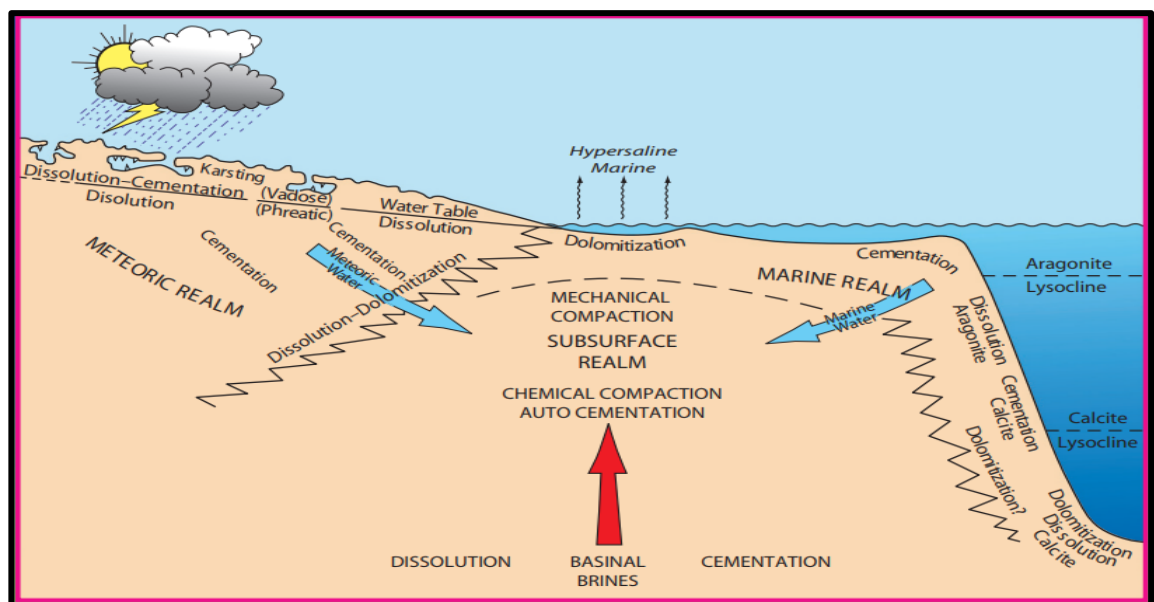 Hypersaline
Marine
Karsting
Dissolution–Cementation
(Vadose)
Water Table
Disolution
(Phreatic)
Dissolution
Cementation
Cementation
Meteoric
Water
METEORIC REALM
Dissolution–Dolomitization
Dolomitization
Cementation
MARINE REALM
Marine
Water
Aragonite
Lysocline
MECHANICAL
COMPACTION
SUBSURFACE
REALM
CHEMICAL COMPACTION
AUTO CEMENTATION
Dissolution
Aragonite
Cementation
Calcite
Calcite
Lysocline
Dolomitization?
Dolomitization
Dissolution
Calcite
DISSOLUTION
BASINAL
BRINES
CEMENTATION